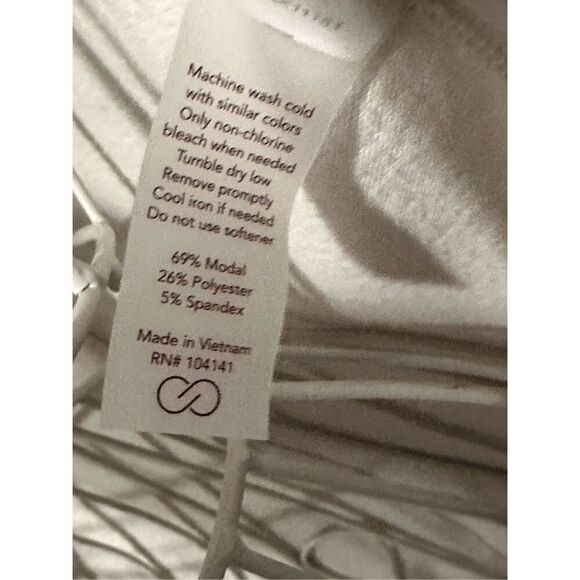 Machine wash cold
with similar colors
Only non-chlorine
bleach when needed
Tumble dry low
Remove promptly
Cool iron if needed
Do not use softener
69% Modal
26% Polyester
5% Spandex
Made in Vietnam
RN# 104141